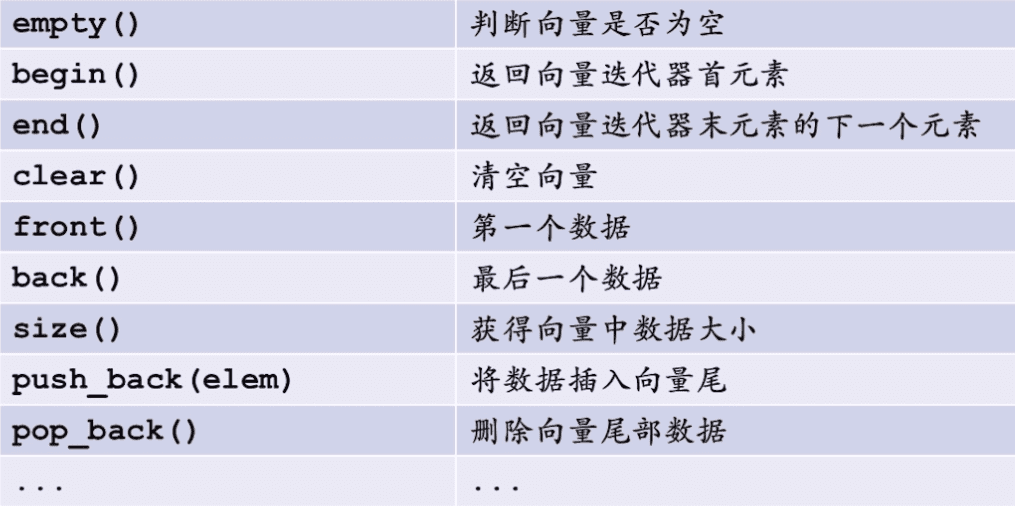 empty() 判断向量是否为空
begin() 返回向量迭代器首元素
end() 返回向量迭代器末元素的下一个元素
clear() 清空向量
front() 第一个数据
back() 最后一个数据
size() 获得向量中数据大小
push_back(elem) 将数据插入向量尾
pop_back() 删除向量尾部数据
... ...